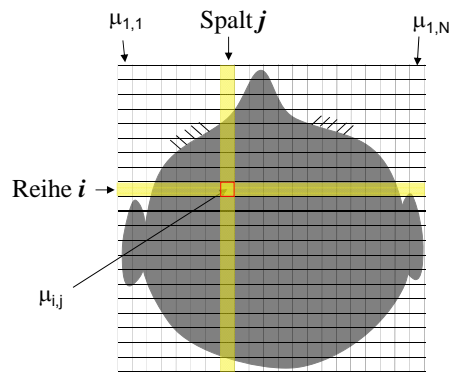 μ1,1
Spalt j
μ1,N
Reihe i
μi,j